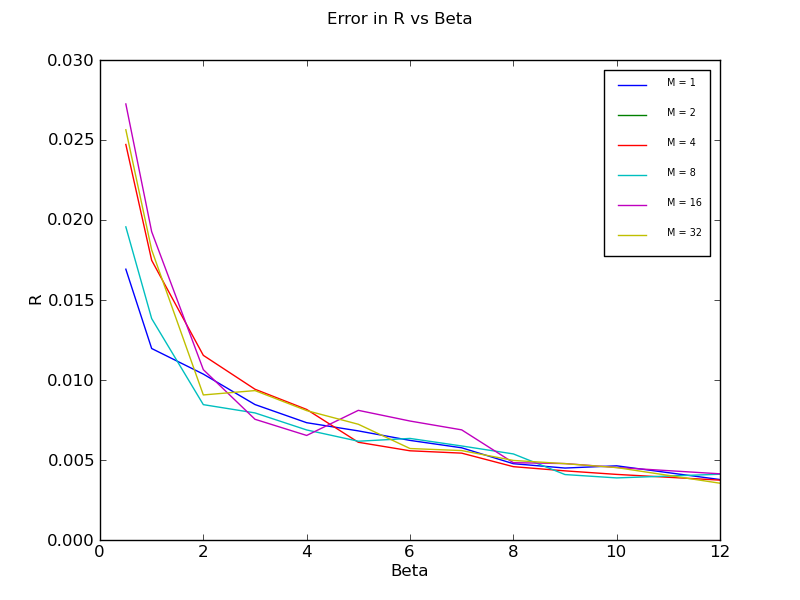 Error in R vs Beta
0.030
0.025
0.020
0.015
0.010
0.005
0.000
R
M = 1
M = 2
M = 4
M = 8
M = 16
M = 32
0 2 4 6 8 10 12
Beta